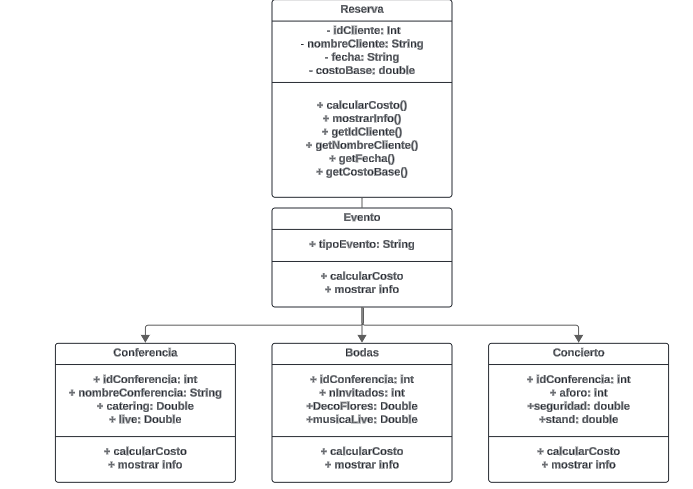 Reserva
- idCliente: Int
- nombreCliente: String
- fecha: String
- costoBase: double
+ calcularCosto()
+ mostrarInfo()
+ getIdCliente()
+ getNombreCliente()
+ getFecha()
+ getCostoBase()
Evento
+ tipoEvento: String
+ calcularCosto
+ mostrar info
Conferencia
+ idConferencia: int
+ nombreConferencia: String
+ catering: Double
+ live: Double
+ calcularCosto
+ mostrar info
Bodas
+ idConferencia: int
+ nInvitados: int
+DecoFlores: Double
+musicaLive: Double
+ calcularCosto
+ mostrar info
Concierto
+ idConferencia: int
+ aforo: int
+seguridad: double
+stand: double
+ calcularCosto
+ mostrar info